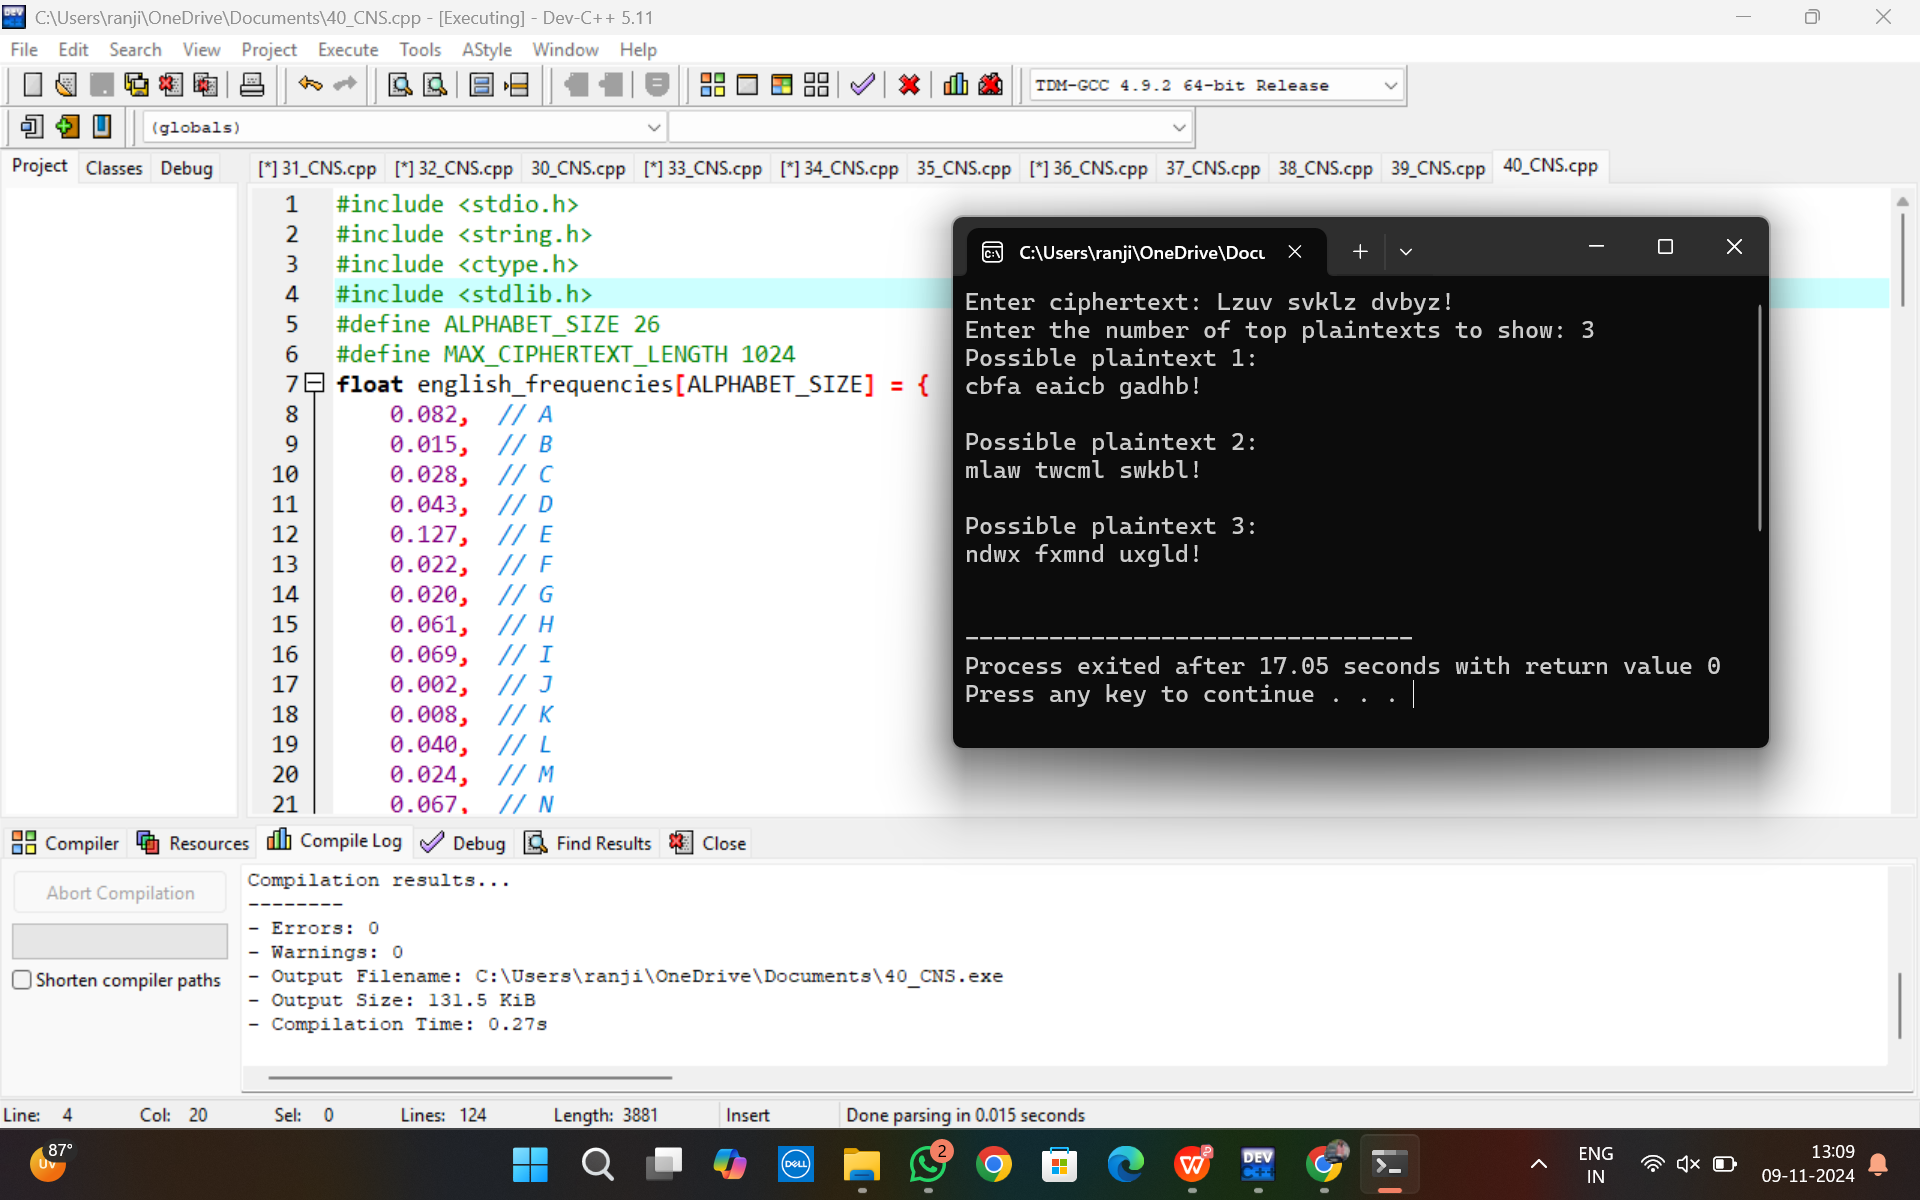 C:\Users\ranji\OneDrive\Documents\40_CNS.cpp - [Executing] - Dev-C++ 5.11
File Edit Search View Project Execute Tools AStyle Window Help
TDM-GCC 4.9.2 64-bit Release
(globals)
Project Classes Debug
[*] 31_CNS.cpp [*] 32_CNS.cpp 30_CNS.cpp [*] 33_CNS.cpp [*] 34_CNS.cpp 35_CNS.cpp [*] 36_CNS.cpp 37_CNS.cpp 38_CNS.cpp 39_CNS.cpp 40_CNS.cpp
1 #include <stdio.h>
2 #include <string.h>
3 #include <ctype.h>
4 #include <stdlib.h>
5 #define ALPHABET_SIZE 26
6 #define MAX_CIPHERTEXT_LENGTH 1024
7 float english_frequencies[ALPHABET_SIZE] = {
8 0.082, // A
9 0.015, // B
10 0.028, // C
11 0.043, // D
12 0.127, // E
13 0.022, // F
14 0.020, // G
15 0.061, // H
16 0.069, // I
17 0.002, // J
18 0.008, // K
19 0.040, // L
20 0.024, // M
21 0.067, // N
C:\Users\ranji\OneDrive\Docu
Enter ciphertext: Lzuv svklz dvbyz!
Enter the number of top plaintexts to show: 3
Possible plaintext 1:
cbfa eaicb gadhb!
Possible plaintext 2:
mlaw twcml swkbl!
Possible plaintext 3:
ndwx fxmnd uxgld!
--------------------------------
Process exited after 17.05 seconds with return value 0
Press any key to continue . . .
Compiler Resources Compile Log Debug Find Results Close
Abort Compilation
Shorten compiler paths
Compilation results...
--------
- Errors: 0
- Warnings: 0
- Output Filename: C:\Users\ranji\OneDrive\Documents\40_CNS.exe
- Output Size: 131.5 KiB
- Compilation Time: 0.27s
Line: 4 Col: 20 Sel: 0 Lines: 124 Length: 3881 Insert Done parsing in 0.015 seconds
87°
UV
DELL
2
DEV
C++
ENG
IN
13:09
09-11-2024